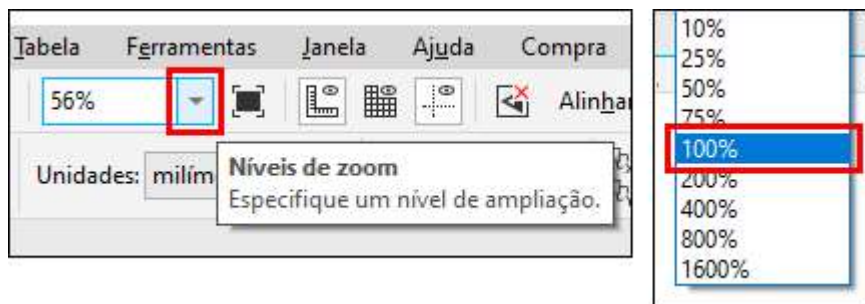 Tabela Ferramentas Janela Ajuda Compra
56% Alinhar
Unidades: milím
Níveis de zoom
Especifique um nível de ampliação.
10%
25%
50%
75%
100%
200%
400%
800%
1600%